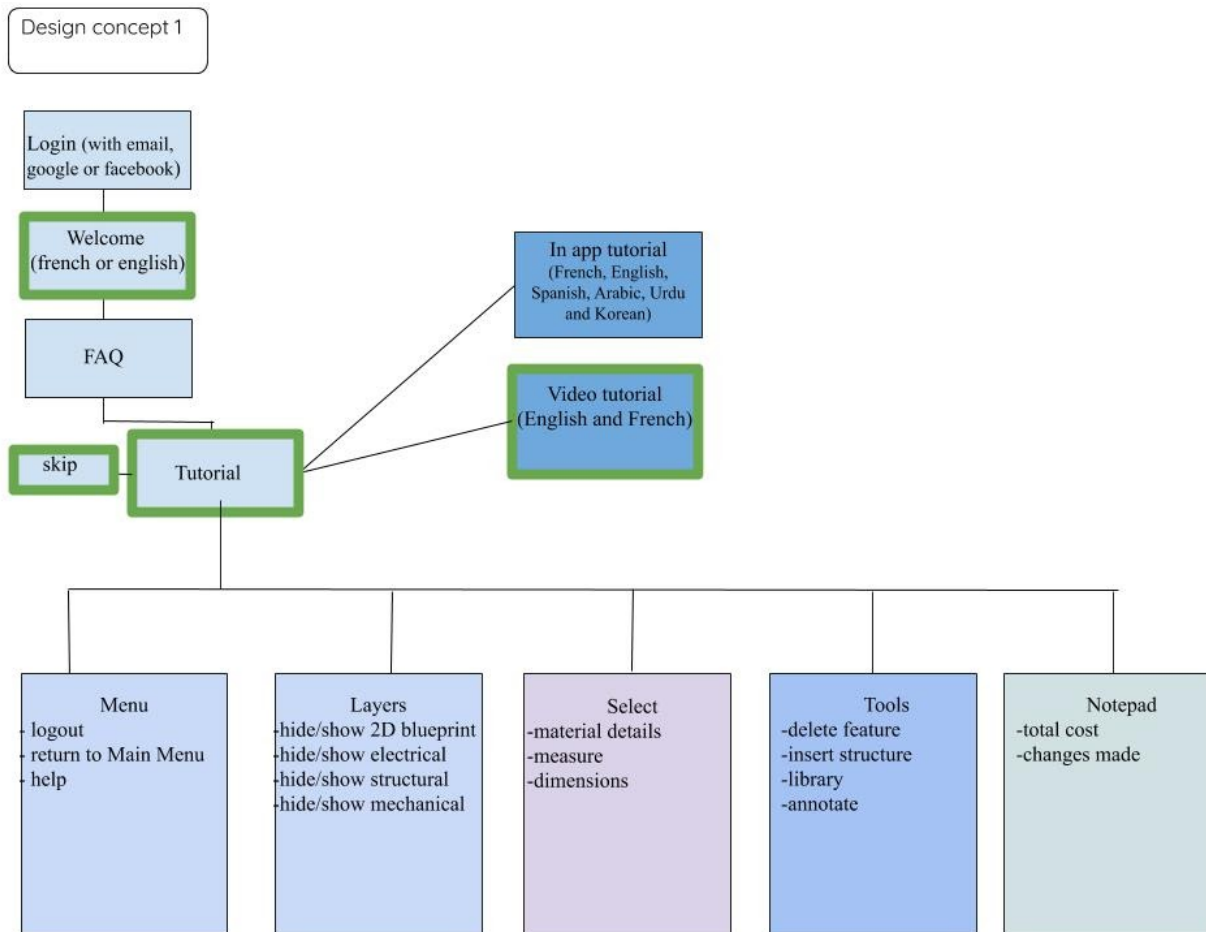 Design concept 1
Login (with email,
google or facebook)
Welcome
(french or english)
FAQ
skip
Tutorial
In app tutorial
(French, English,
Spanish, Arabic, Urdu
and Korean)
Video tutorial
(English and French)
Menu
- logout
- return to Main Menu
- help
Layers
-hide/show 2D blueprint
-hide/show electrical
-hide/show structural
-hide/show mechanical
Select
-material details
-measure
-dimensions
Tools
-delete feature
-insert structure
-library
-annotate
Notepad
-total cost
-changes made